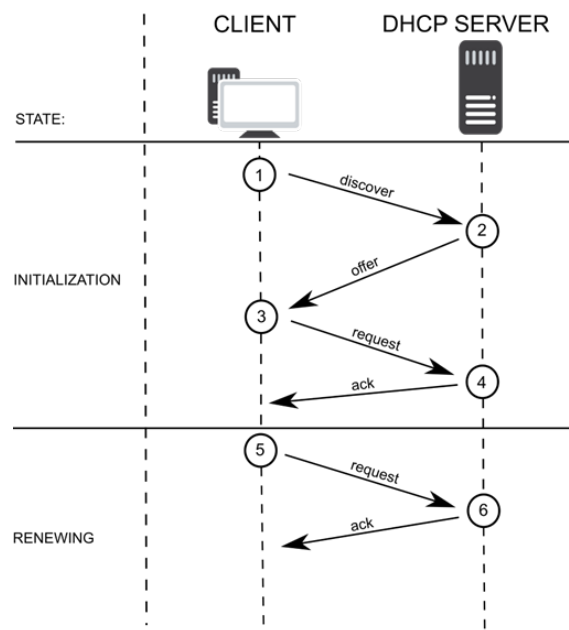 CLIENT
DHCP SERVER
STATE:
1
discover
2
INITIALIZATION
offer
3
request
4
ack
5
request
6
RENEWING
ack